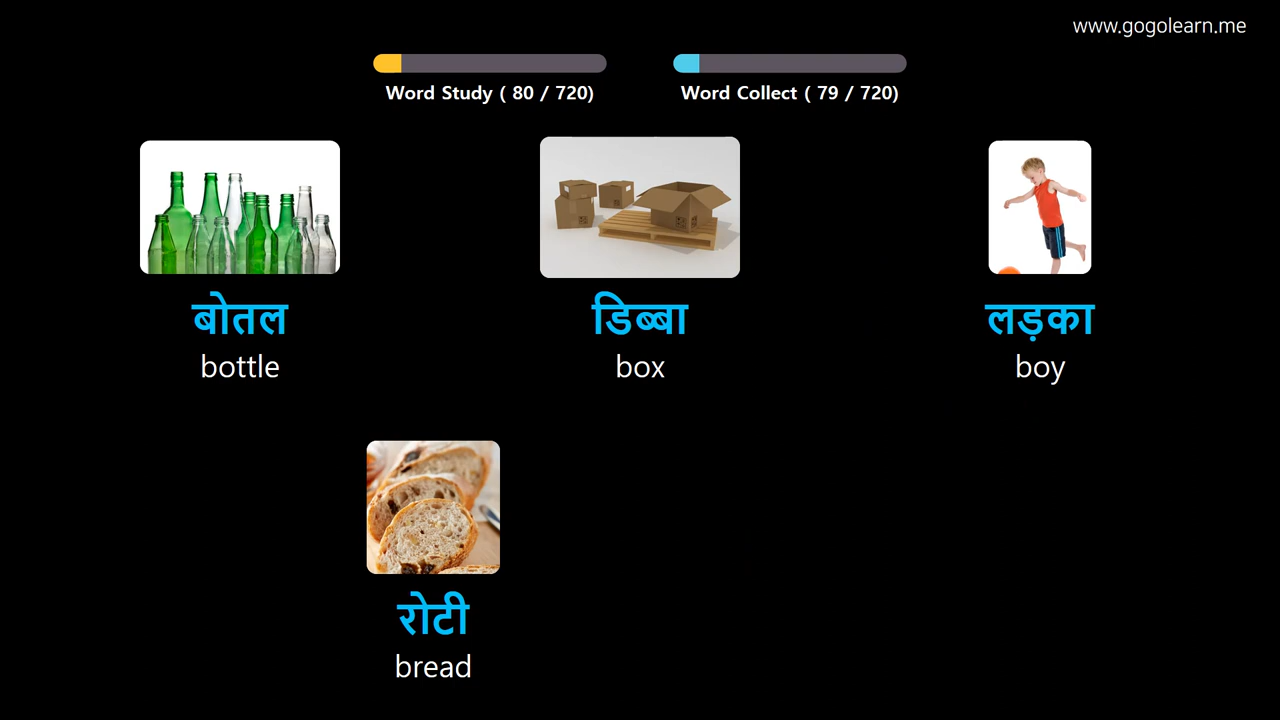 www.gogolearn.me
Word Study ( 80 / 720)
Word Collect ( 79 / 720)
बोतल
bottle
डिब्बा
box
लड़का
boy
रोटी
bread